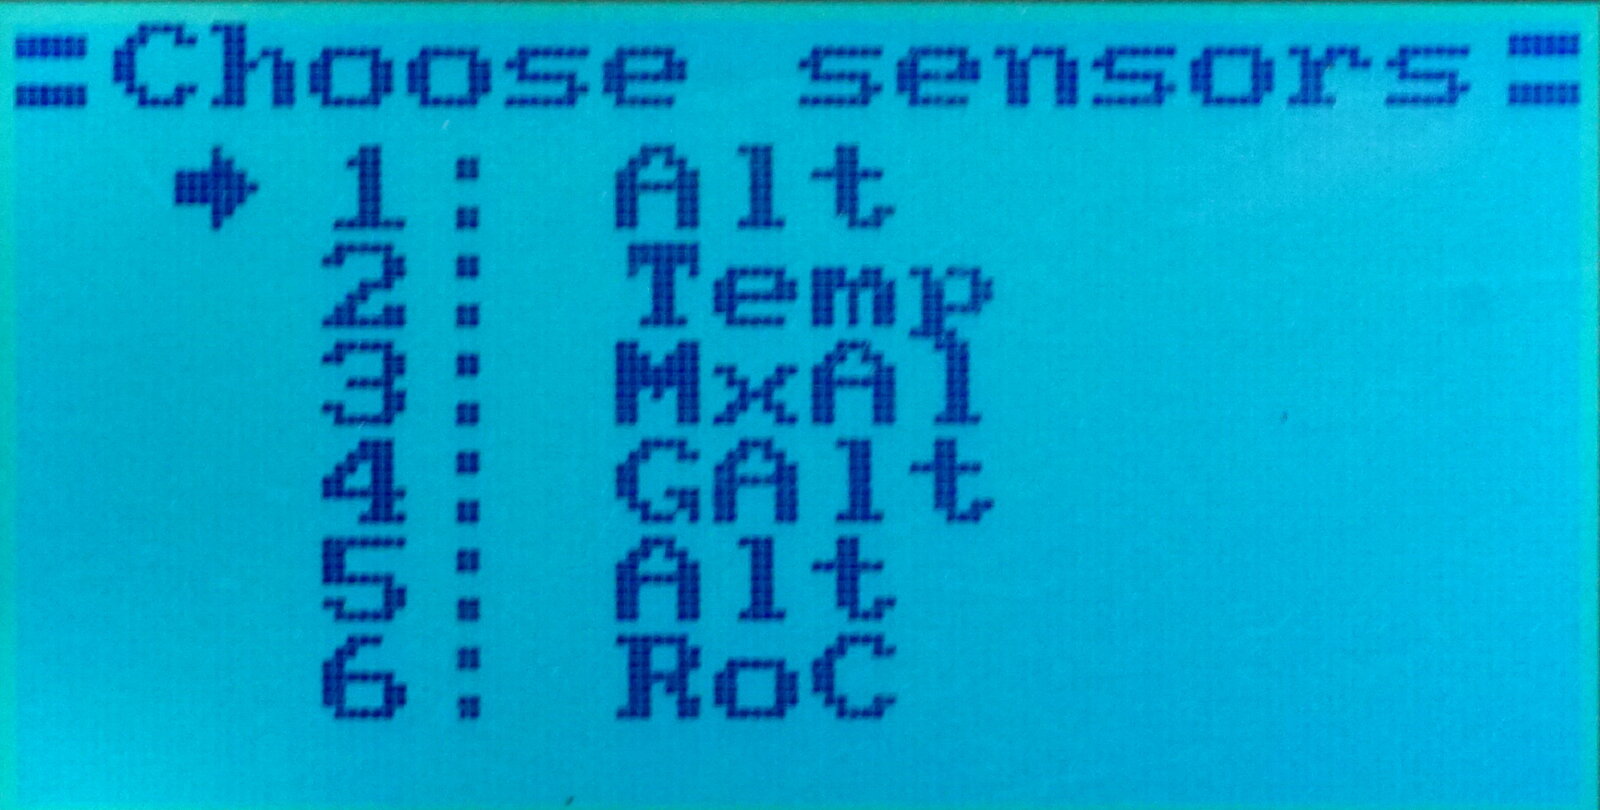 =Choose sensors=
➡1: Alt
2: Temp
3: MxAl
4: GAlt
5: Alt
6: RoC